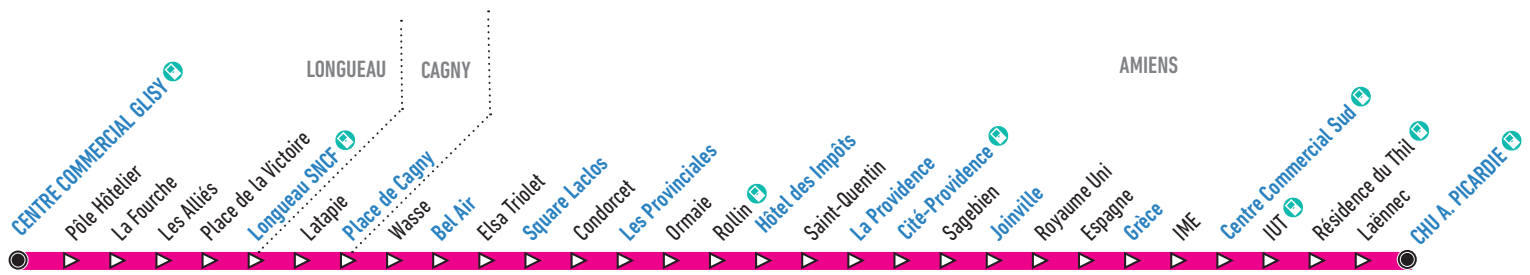 LONGUEAU
CAGNY
AMIENS
CENTRE COMMERCIAL GLISY
Pôle Hôtelier
La Fourche
Les Alliés
Place de la Victoire
Longueau SNCF
Latapie
Place de Cagny
Wasse
Bel Air
Elsa Triolet
Square Laclos
Condorcet
Les Provinciales
Ormaie
Rollin
Hôtel des Impôts
Saint-Quentin
La Providence
Cité-Providence
Sagebien
Joinville
Royaume Uni
Espagne
Grèce
IME
Centre Commercial Sud
IUT
Résidence du Thil
Laënnec
CHU A. PICARDIE